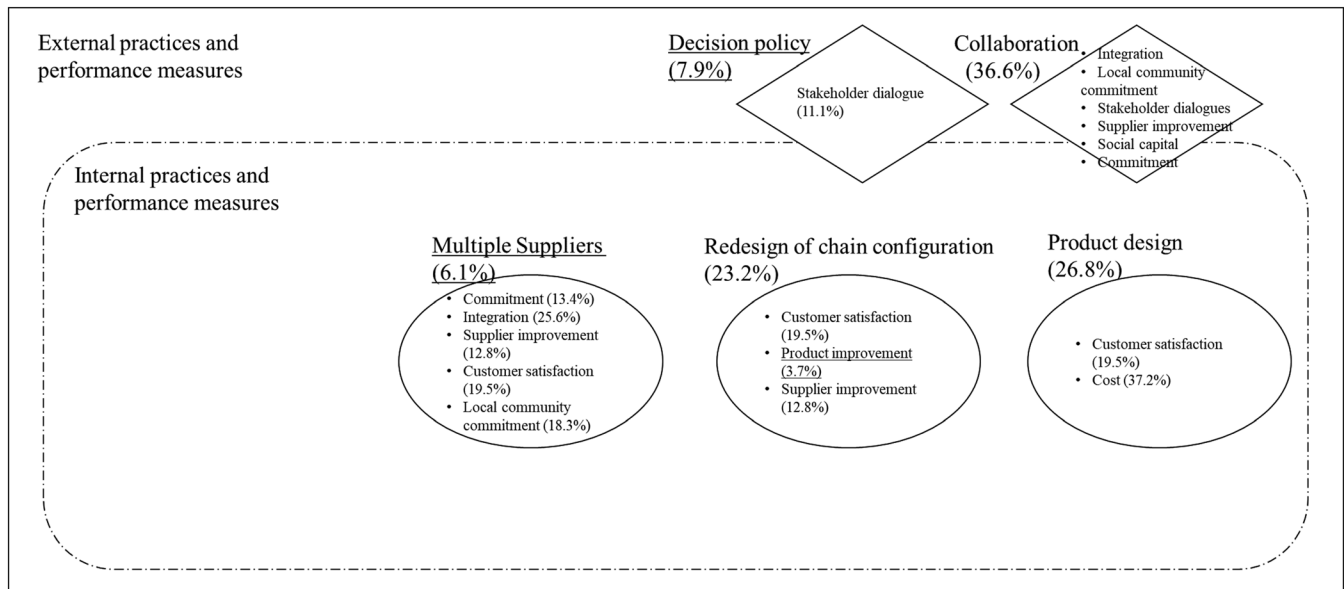 External practices and
performance measures
Decision policy
(7.9%)
Stakeholder dialogue
(11.1%)
Collaboration
(36.6%)
• Integration
• Local community
commitment
• Stakeholder dialogues
• Supplier improvement
• Social capital
• Commitment
Internal practices and
performance measures
Multiple Suppliers
(6.1%)
• Commitment (13.4%)
• Integration (25.6%)
• Supplier improvement
(12.8%)
• Customer satisfaction
(19.5%)
• Local community
commitment (18.3%)
Redesign of chain configuration
(23.2%)
• Customer satisfaction
(19.5%)
• Product improvement
(3.7%)
• Supplier improvement
(12.8%)
Product design
(26.8%)
• Customer satisfaction
(19.5%)
• Cost (37.2%)